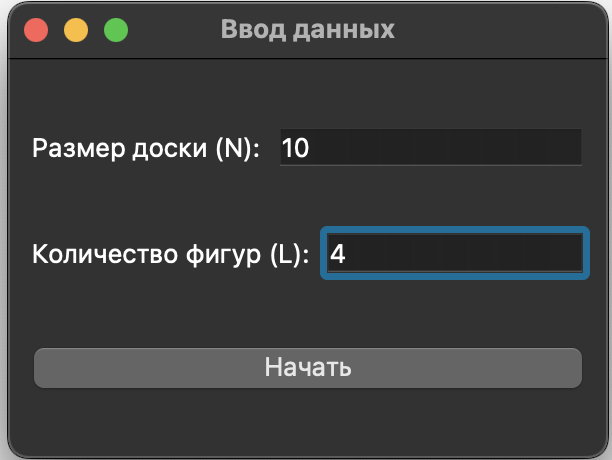 Ввод данных
Размер доски (N): 10
Количество фигур (L): 4
Начать